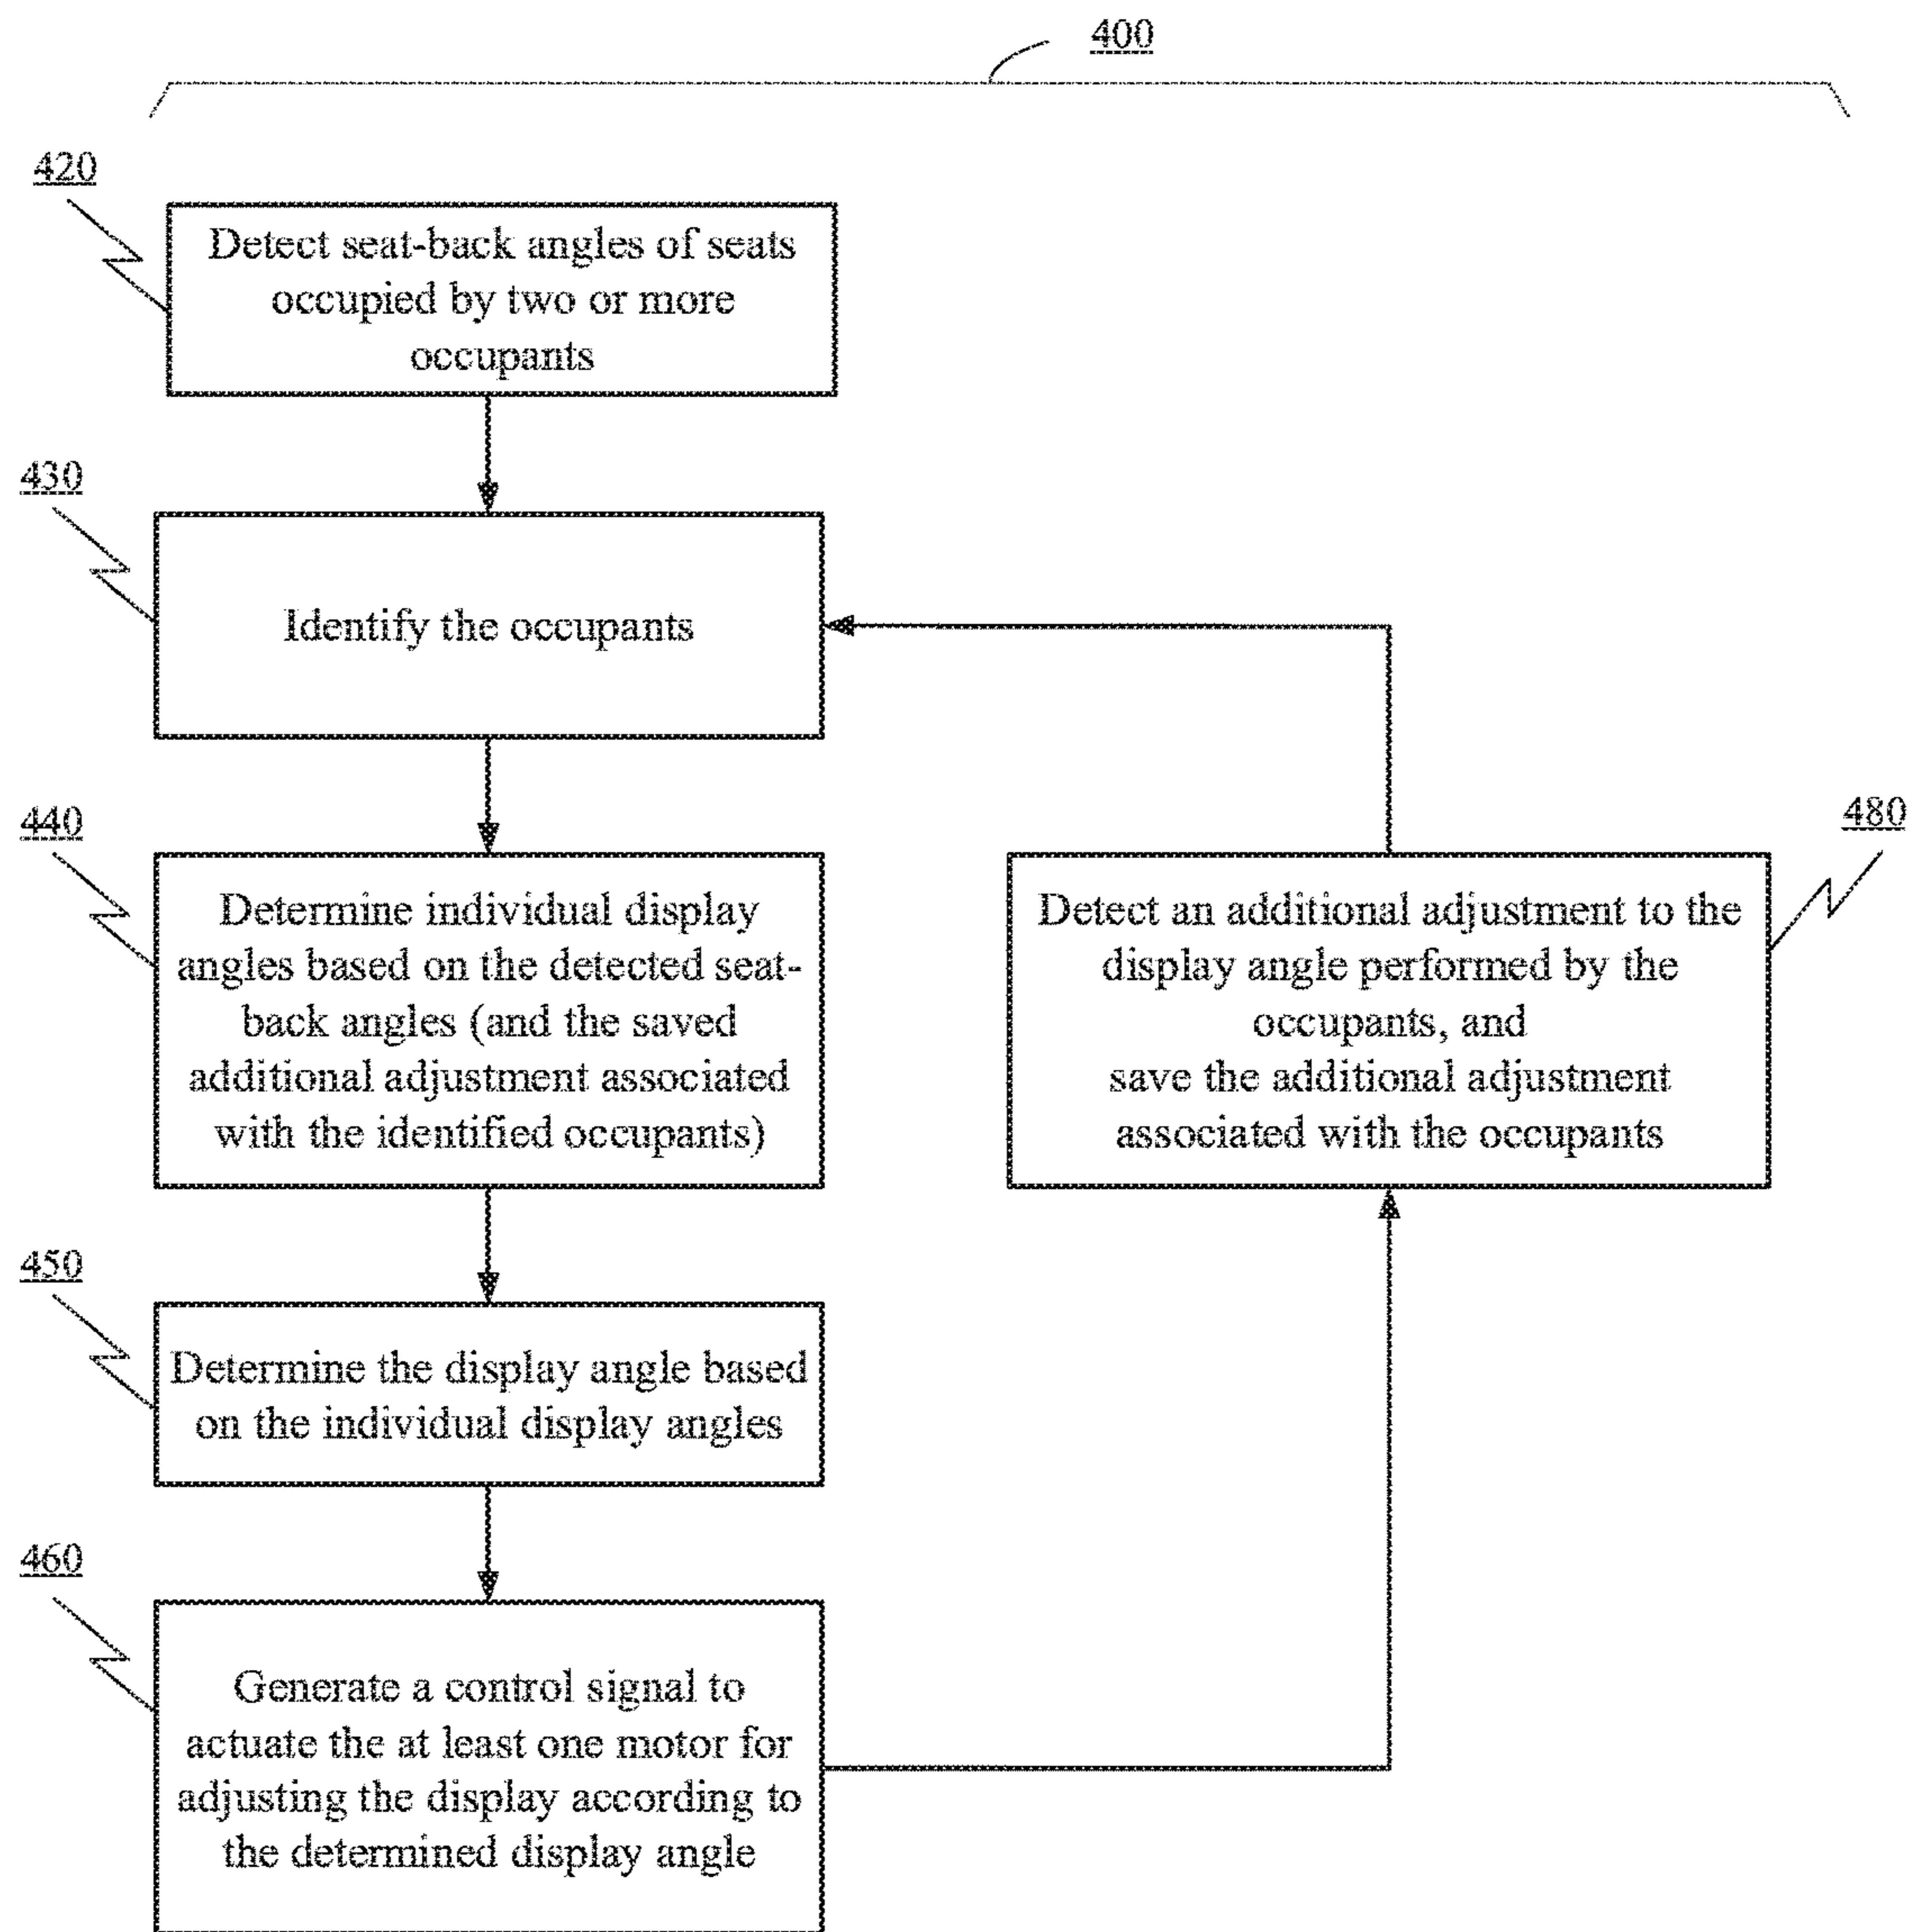 400
420
Detect seat-back angles of seats
occupied by two or more
occupants
430
Identify the occupants
440
Determine individual display
angles based on the detected seat-
back angles (and the saved
additional adjustment associated
with the identified occupants)
480
Detect an additional adjustment to the
display angle performed by the
occupants, and
save the additional adjustment
associated with the occupants
450
Determine the display angle based
on the individual display angles
460
Generate a control signal to
actuate the at least one motor for
adjusting the display according to
the determined display angle